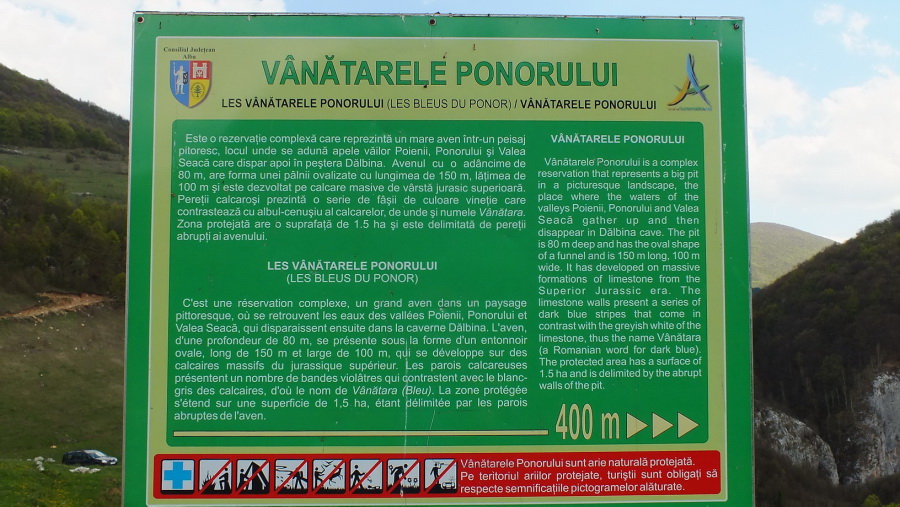 Consiliul Județean
Alba
VÂNĂTARELE PONORULUI
LES VÂNĂTARELE PONORULUI (LES BLEUS DU PONOR) / VÂNĂTARELE PONORULUI
Este o rezervație complexă care reprezintă un mare aven într-un peisaj
pitoresc, locul unde se adună apele văilor Poienii, Ponorului și Valea
Seacă care dispar apoi în peștera Dâlbina. Avenul cu o adâncime de
80 m, are forma unei pâlnii ovalizate cu lungimea de 150 m, lățimea de
100 m și este dezvoltat pe calcare masive de vârstă jurasic superioară.
Pereții calcaroși prezintă o serie de fâșii de culoare vineție care
contrastează cu albul-cenușiu al calcarelor, de unde și numele Vânătara.
Zona protejată are o suprafață de 1.5 ha și este delimitată de pereții
abrupți ai avenului.
LES VÂNĂTARELE PONORULUI
(LES BLEUS DU PONOR)
C'est une réservation complexe, un grand aven dans un paysage
pittoresque, où se retrouvent les eaux des vallées Poienii, Ponorului et
Valea Seacă, qui disparaissent ensuite dans la caverne Dâlbina. L'aven,
d'une profondeur de 80 m, se présente sous la forme d'un entonnoir
ovale, long de 150 m et large de 100 m, qui se développe sur des
calcaires massifs du jurassique supérieur. Les parois calcareuses
présentent un nombre de bandes violâtres qui contrastent avec le blanc-
gris des calcaires, d'où le nom de Vânătara (Bleu). La zone protégée
s'étend sur une superficie de 1,5 ha, étant délimitée par les parois
abruptes de l'aven.
VÂNĂTARELE PONORULUI
Vânătarele Ponorului is a complex
reservation that represents a big pit
in a picturesque landscape, the
place where the waters of the
valleys Poienii, Ponorului and Valea
Seacă gather up and then
disappear in Dâlbina cave. The pit
is 80 m deep and has the oval shape
of a funnel and is 150 m long, 100 m
wide. It has developed on massive
formations of limestone from the
Superior Jurassic era. The
limestone walls present a series of
dark blue stripes that come in
contrast with the greyish white of the
limestone, thus the name Vânătara
(a Romanian word for dark blue).
The protected area has a surface of
1.5 ha and is delimited by the abrupt
walls of the pit.
400 m
Vânătarele Ponorului sunt arie naturală protejată.
Pe teritoriul ariilor protejate, turiștii sunt obligați să
respecte semnificațiile pictogramelor alăturate.